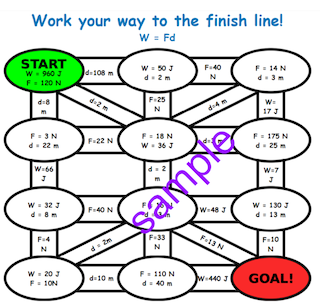 Work your way to the finish line!
W = Fd
START
W = 960 J
F = 120 N
d=108 m
W = 50 J
d = 2 m
F=40
N
F = 14 N
d = 3 m
d=8
m
d=2 m
F=25
N
d=4 m
W=
17 J
F = 3 N
d = 22 m
F=22 N
F = 18 N
W = 36 J
F = 175 N
d = 25 m
W=66
J
d = 2
m
W=7
J
W = 32 J
d = 8 m
F=40 N
W=48 J
W = 130 J
d = 13 m
F=4
N
d = 2m
F=33
N
F=13 N
F=10
N
W = 20 J
F = 10N
d=10 m
F = 110 N
d = 40 m
W=440 J
GOAL!
sample